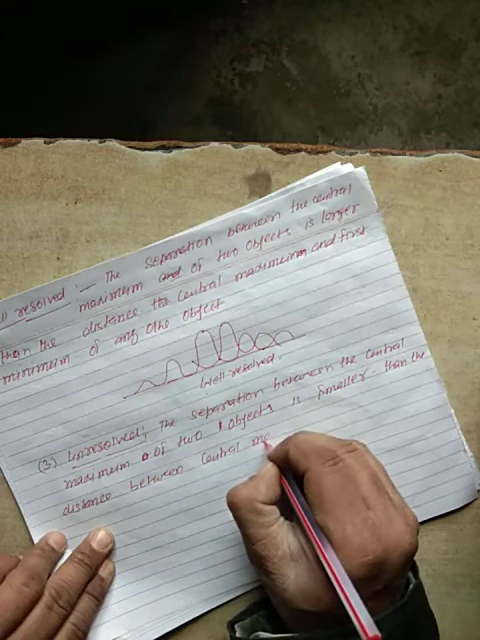 ll resolved :- The separation between the central
maximum and of two objects is larger
than the distance the central maximum and first
minimum of any one object
Well-resolved.
(3) Unresolved: The separation between the central
maximum of two objects is smaller than the
distance between central ma